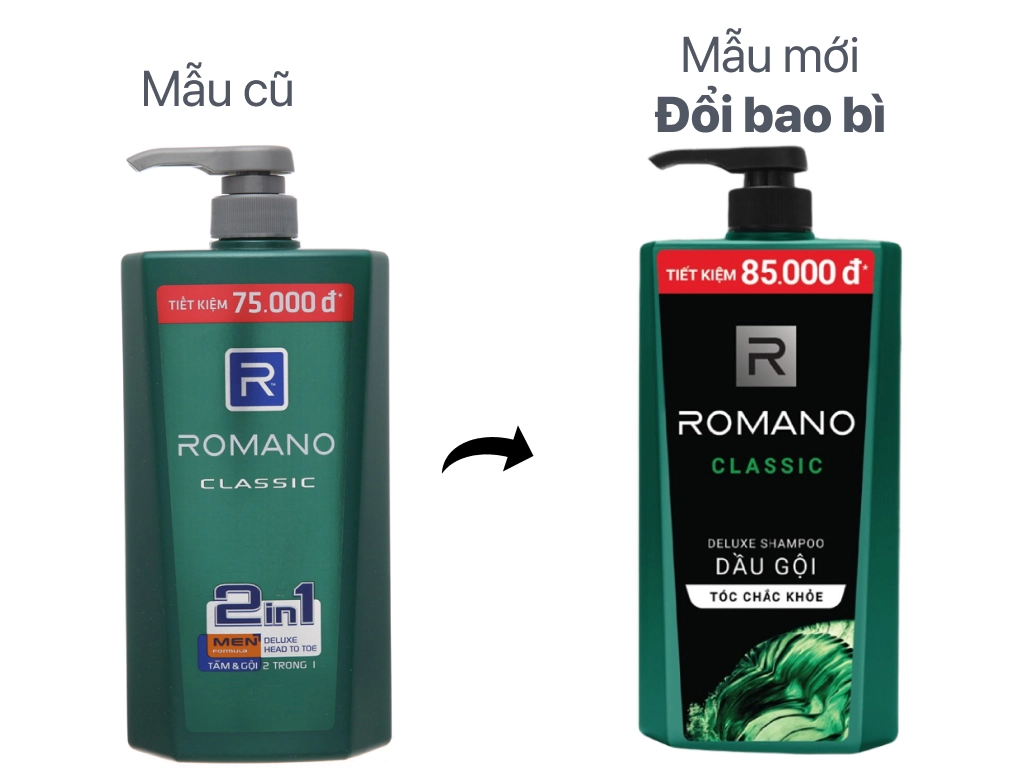 Mẫu cũ
TIẾT KIỆM 75.000 đ*
R
ROMANO
CLASSIC
2in1
MEN
FORMULA
DELUXE
HEAD TO TOE
TẮM & GỘI 2 TRONG 1
Mẫu mới
Đổi bao bì
TIẾT KIỆM 85.000 đ*
R
ROMANO
CLASSIC
DELUXE SHAMPOO
DẦU GỘI
TÓC CHẮC KHỎE